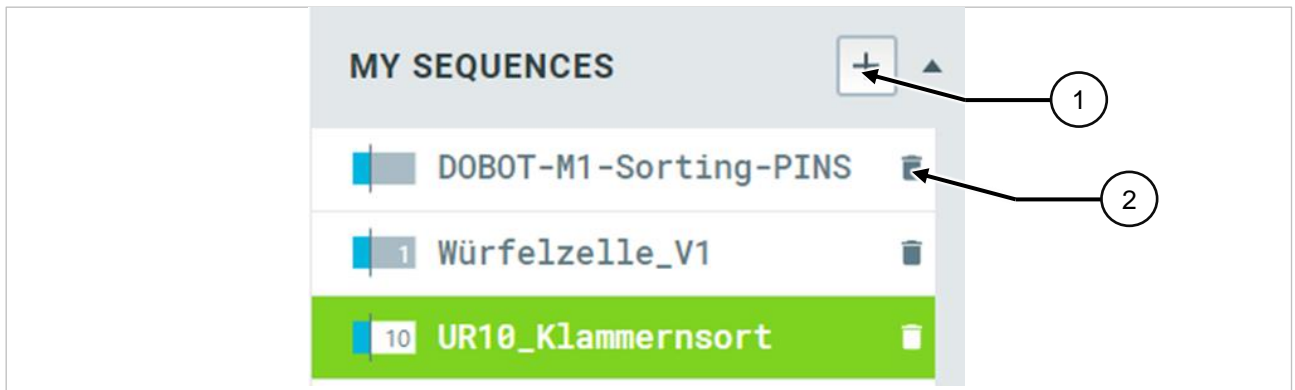 MY SEQUENCES
1
DOBOT-M1-Sorting-PINS
2
1 Würfelzelle_V1
10 UR10_Klammernsort